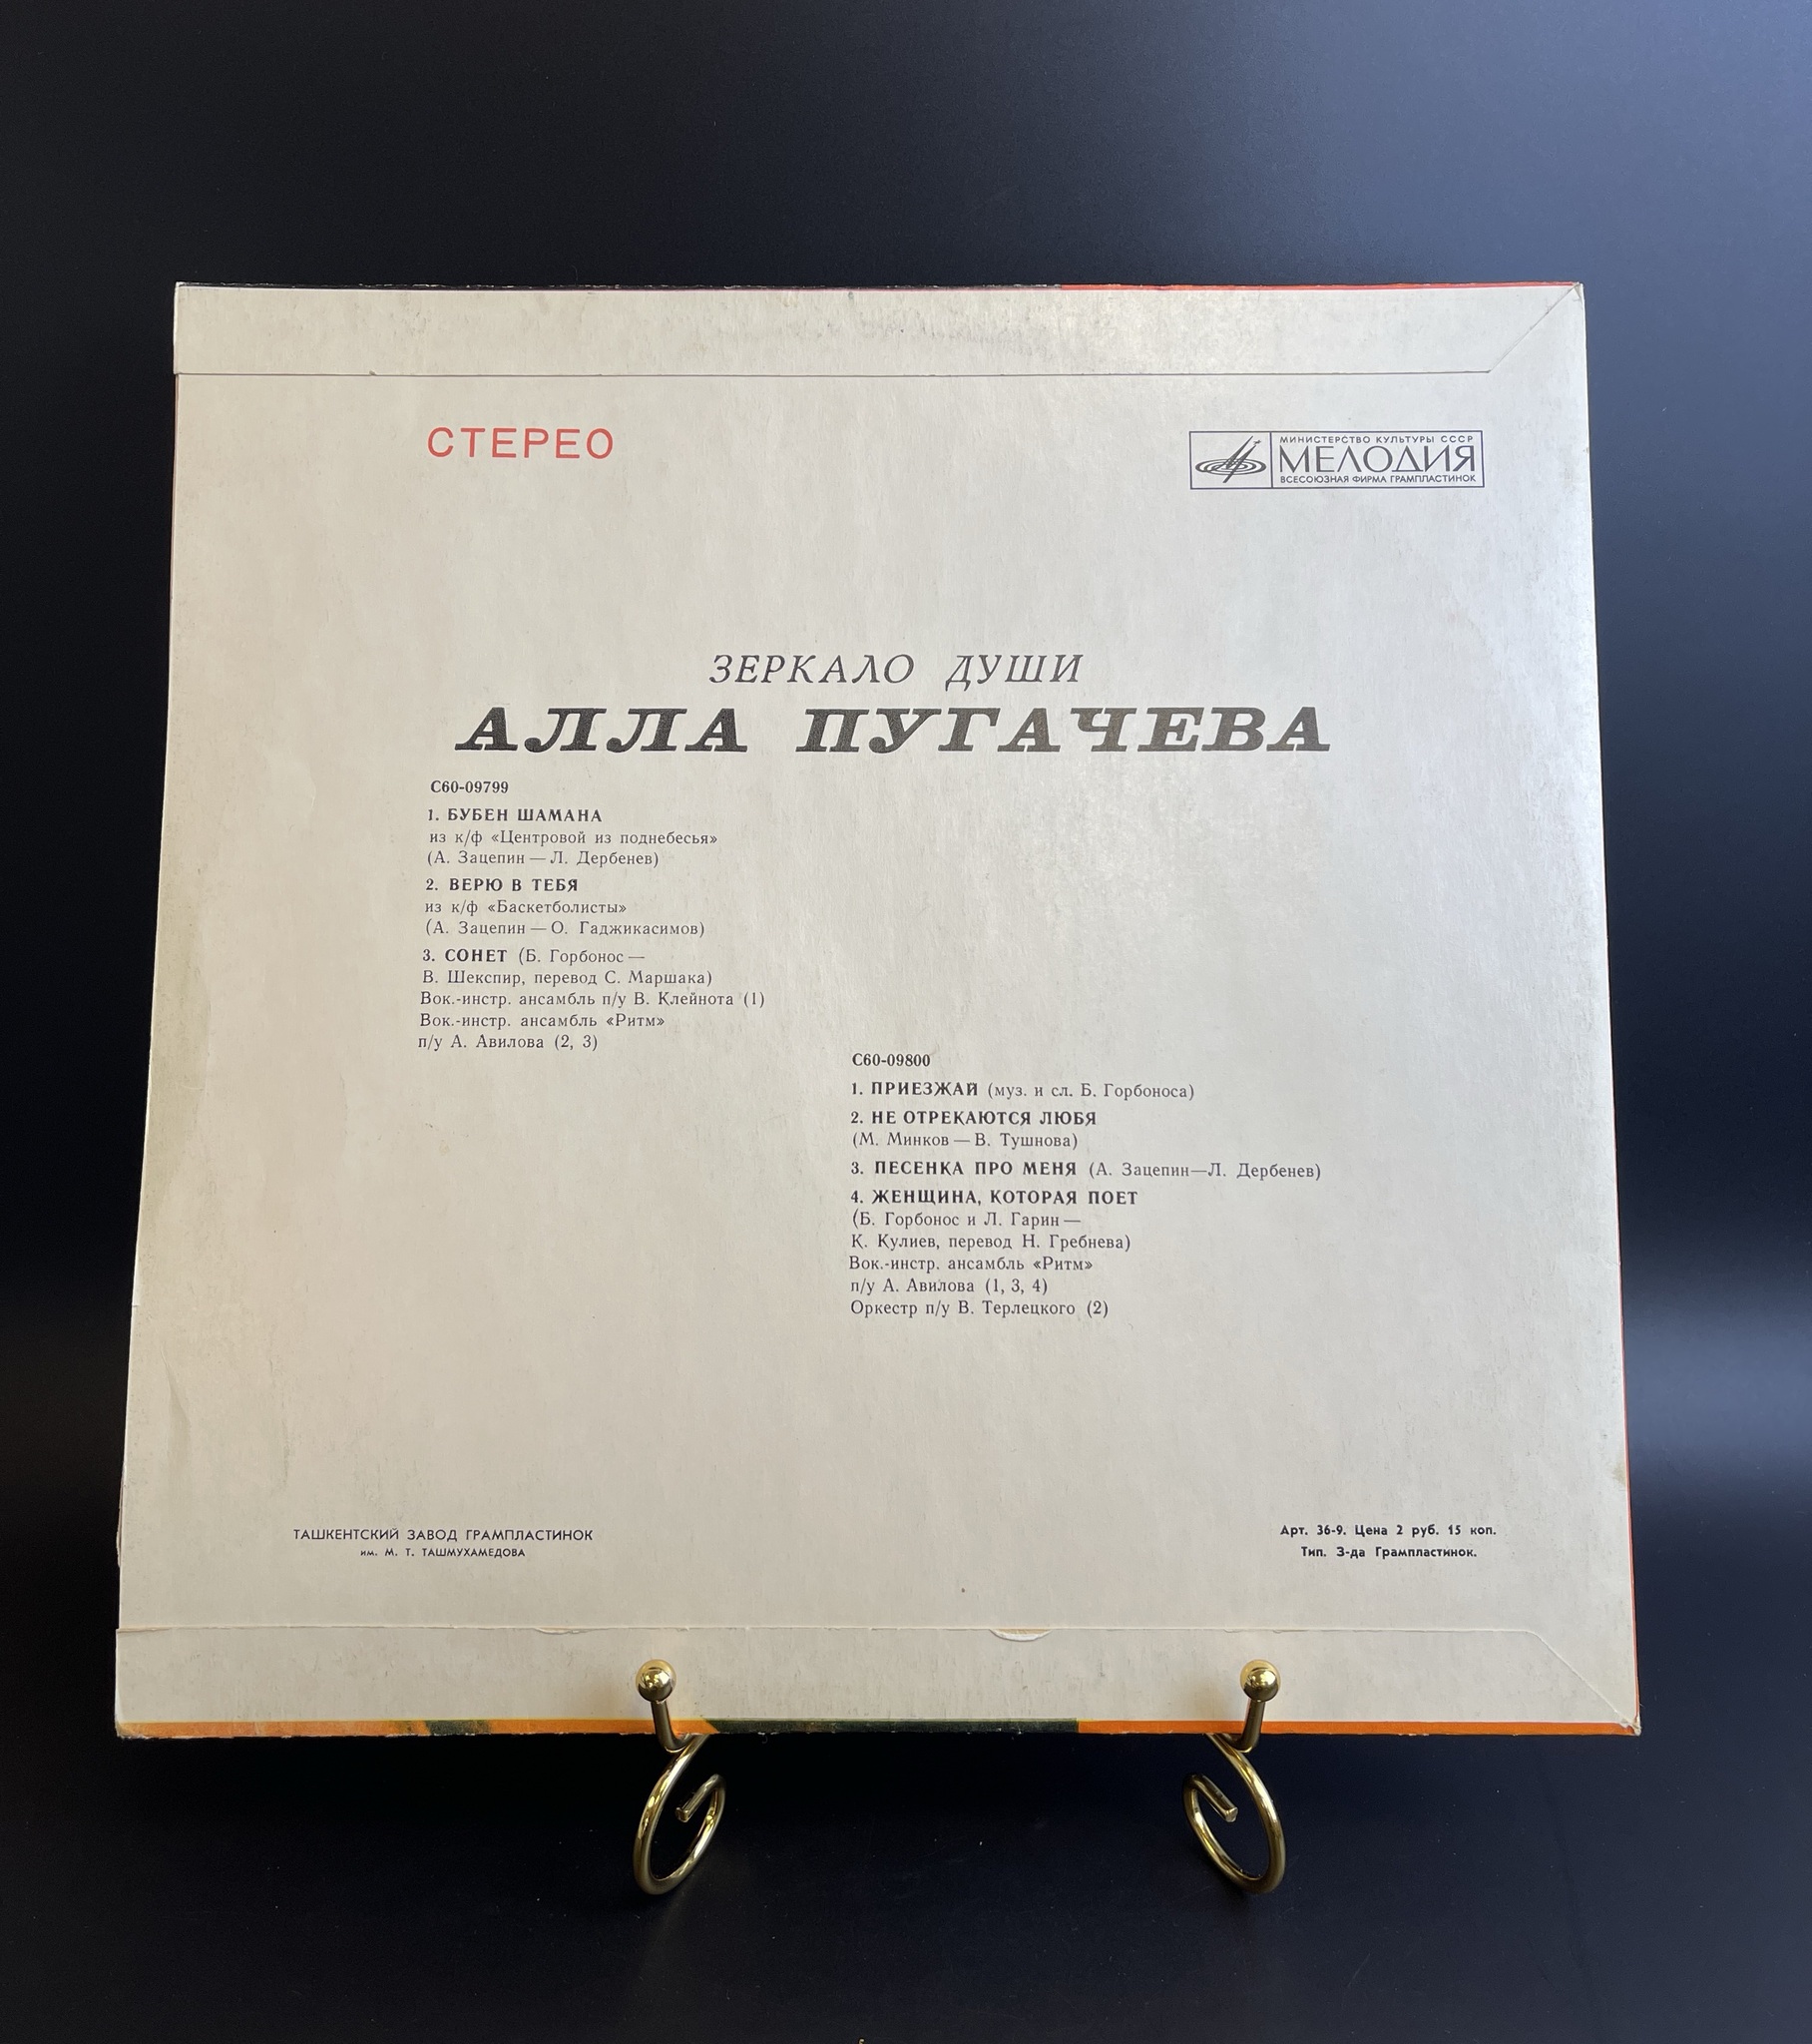 СТЕРЕО
МИНИСТЕРСТВО КУЛЬТУРЫ СССР
МЕЛОДИЯ
ВСЕСОЮЗНАЯ ФИРМА ГРАМПЛАСТИНОК
ЗЕРКАЛО ДУШИ
АЛЛА ПУГАЧЕВА
С60-09799
1. БУБЕН ШАМАНА
из к/ф «Центровой из поднебесья»
(А. Зацепин — Л. Дербенев)
2. ВЕРЮ В ТЕБЯ
из к/ф «Баскетболисты»
(А. Зацепин — О. Гаджикасимов)
3. СОНЕТ (Б. Горбонос —
В. Шекспир, перевод С. Маршака)
Вок.-инстр. ансамбль п/у В. Клейнота (1)
Вок.-инстр. ансамбль «Ритм»
п/у А. Авилова (2, 3)
С60-09800
1. ПРИЕЗЖАЙ (муз. и сл. Б. Горбоноса)
2. НЕ ОТРЕКАЮТСЯ ЛЮБЯ
(М. Минков — В. Тушнова)
3. ПЕСЕНКА ПРО МЕНЯ (А. Зацепин—Л. Дербенев)
4. ЖЕНЩИНА, КОТОРАЯ ПОЕТ
(Б. Горбонос и Л. Гарин —
К. Кулиев, перевод Н. Гребнева)
Вок.-инстр. ансамбль «Ритм»
п/у А. Авилова (1, 3, 4)
Оркестр п/у В. Терлецкого (2)
ТАШКЕНТСКИЙ ЗАВОД ГРАМПЛАСТИНОК
им. М. Т. ТАШМУХАМЕДОВА
Арт. 36-9. Цена 2 руб. 15 коп.
Тип. З-да Грампластинок.